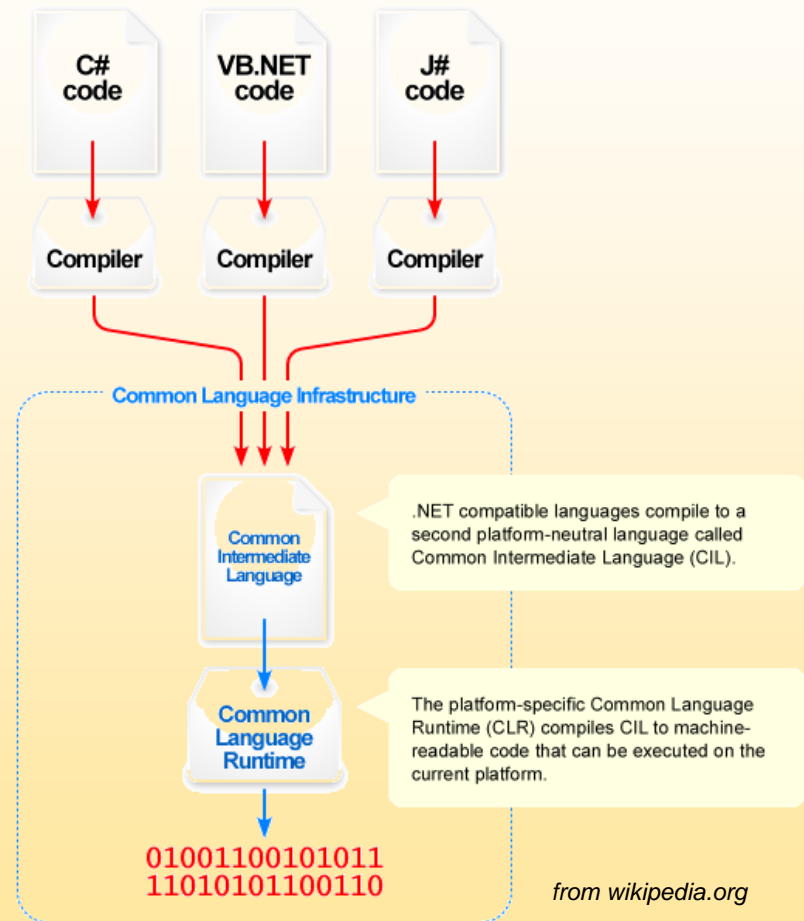 C#
code
VB.NET
code
J#
code
Compiler
Compiler
Compiler
Common Language Infrastructure
Common
Intermediate
Language
.NET compatible languages compile to a
second platform-neutral language called
Common Intermediate Language (CIL).
Common
Language
Runtime
The platform-specific Common Language
Runtime (CLR) compiles CIL to machine-
readable code that can be executed on the
current platform.
01001100101011
11010101100110
from wikipedia.org